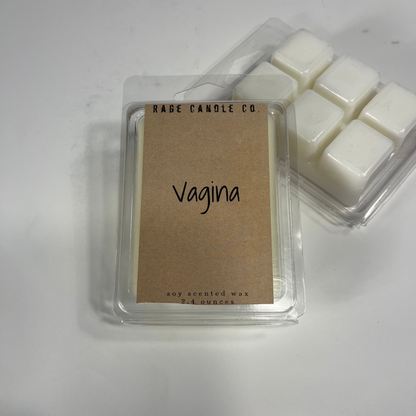 RAGE CANDLE CO.
Vagina
soy scented wax
2.4 ounces